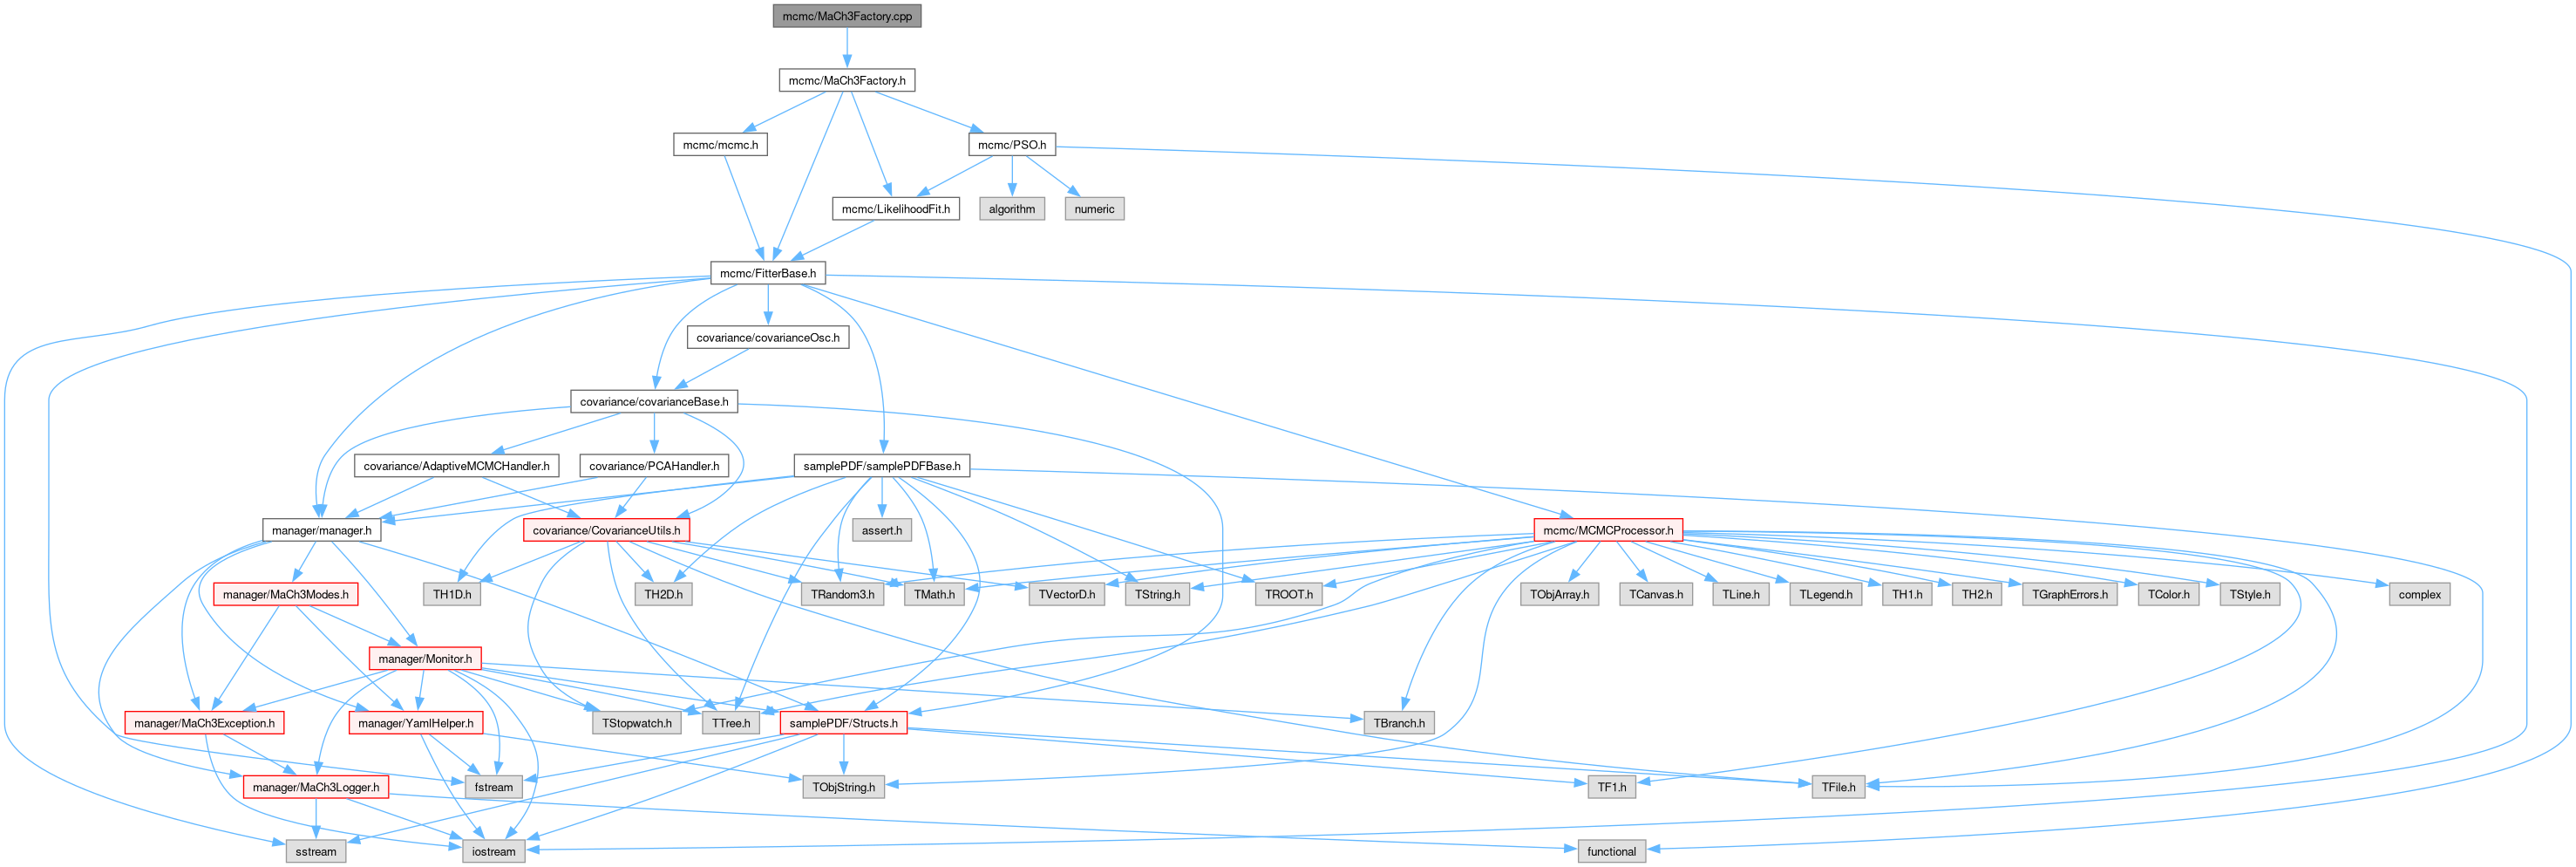 mcmc/MaCh3Factory.cpp
mcmc/MaCh3Factory.h
mcmc/mcmc.h
mcmc/PSO.h
mcmc/LikelihoodFit.h
algorithm
numeric
mcmc/FitterBase.h
covariance/covarianceOsc.h
covariance/covarianceBase.h
covariance/AdaptiveMCMCHandler.h
covariance/PCAHandler.h
samplePDF/samplePDFBase.h
manager/manager.h
covariance/CovarianceUtils.h
assert.h
mcmc/MCMCProcessor.h
manager/MaCh3Modes.h
TH1D.h
TH2D.h
TRandom3.h
TMath.h
TVectorD.h
TString.h
TROOT.h
TObjArray.h
TCanvas.h
TLine.h
TLegend.h
TH1.h
TH2.h
TGraphErrors.h
TColor.h
TStyle.h
complex
manager/Monitor.h
manager/MaCh3Exception.h
manager/YamlHelper.h
TStopwatch.h
TTree.h
samplePDF/Structs.h
TBranch.h
manager/MaCh3Logger.h
fstream
TObjString.h
TF1.h
TFile.h
sstream
iostream
functional